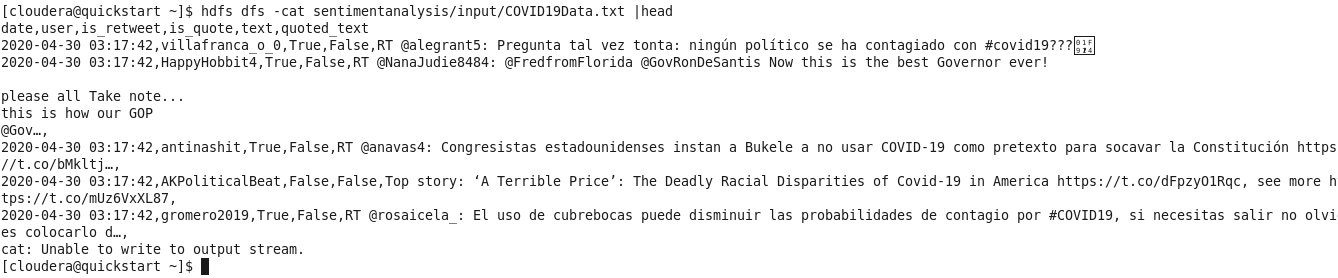 [cloudera@quickstart ~]$ hdfs dfs -cat sentimentanalysis/input/COVID19Data.txt |head
date,user,is_retweet,is_quote,text,quoted_text
2020-04-30 03:17:42,villafranca_o_0,True,False,RT @alegrant5: Pregunta tal vez tonta: ningún político se ha contagiado con #covid19???
2020-04-30 03:17:42,HappyHobbit4,True,False,RT @NanaJudie8484: @FredfromFlorida @GovRonDeSantis Now this is the best Governor ever!
please all Take note...
this is how our GOP
@Gov…,
2020-04-30 03:17:42,antinashit,True,False,RT @anavas4: Congresistas estadounidenses instan a Bukele a no usar COVID-19 como pretexto para socavar la Constitución https
//t.co/bMkltj…,
2020-04-30 03:17:42,AKPoliticalBeat,False,False,Top story: ‘A Terrible Price’: The Deadly Racial Disparities of Covid-19 in America https://t.co/dFpzyO1Rqc, see more h
tps://t.co/mUz6VxXL87,
2020-04-30 03:17:42,gromero2019,True,False,RT @rosaicela_: El uso de cubrebocas puede disminuir las probabilidades de contagio por #COVID19, si necesitas salir no olvi
es colocarlo d…,
cat: Unable to write to output stream.
[cloudera@quickstart ~]$